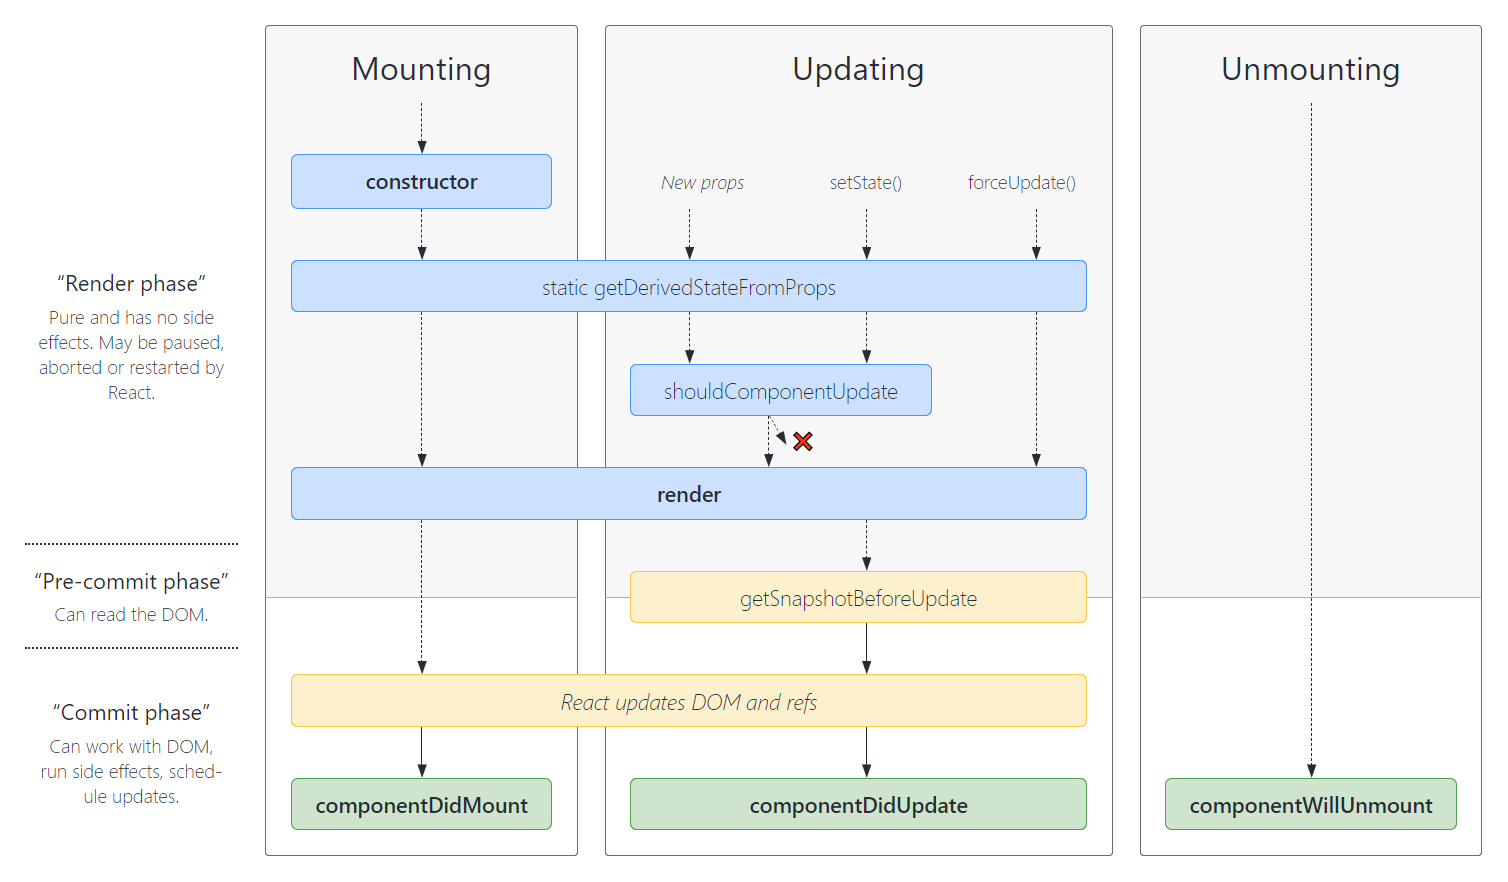 Mounting
Updating
Unmounting
constructor
New props
setState()
forceUpdate()
static getDerivedStateFromProps
“Render phase”
Pure and has no side
effects. May be paused,
aborted or restarted by
React.
shouldComponentUpdate
render
“Pre-commit phase”
Can read the DOM.
getSnapshotBeforeUpdate
React updates DOM and refs
“Commit phase”
Can work with DOM,
run side effects, sched-
ule updates.
componentDidMount
componentDidUpdate
componentWillUnmount